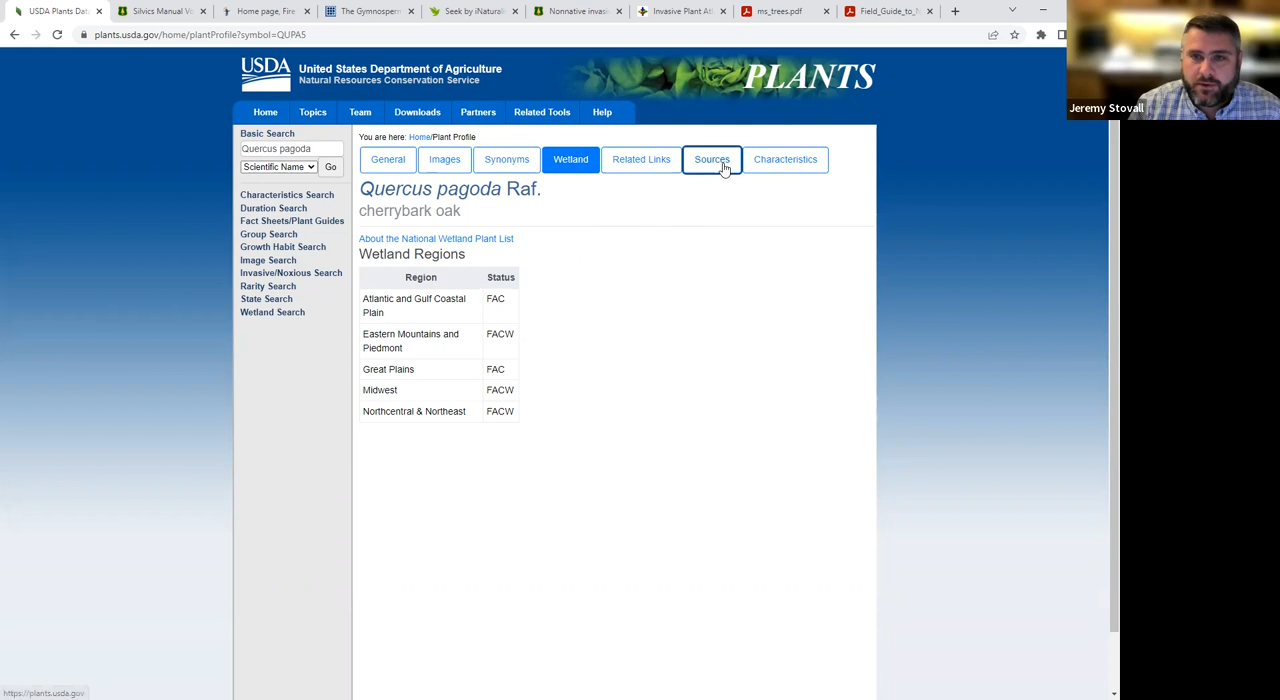 USDA Plants Dat
Silvics Manual Vo
Home page, Fire
The Gymnosperm
Seek by iNatural
Nonnative invasi
Invasive Plant Atl
ms_trees.pdf
Field_Guide_to_N
plants.usda.gov/home/plantProfile?symbol=QUPA5
USDA
United States Department of Agriculture
Natural Resources Conservation Service
PLANTS
Home Topics Team Downloads Partners Related Tools Help
Basic Search
Quercus pagoda
Scientific Name Go
Characteristics Search
Duration Search
Fact Sheets/Plant Guides
Group Search
Growth Habit Search
Image Search
Invasive/Noxious Search
Rarity Search
State Search
Wetland Search
You are here: Home/Plant Profile
General Images Synonyms Wetland Related Links Sources Characteristics
Quercus pagoda Raf.
cherrybark oak
About the National Wetland Plant List
Wetland Regions
Region Status
Atlantic and Gulf Coastal Plain FAC
Eastern Mountains and Piedmont FACW
Great Plains FAC
Midwest FACW
Northcentral & Northeast FACW
https://plants.usda.gov
Jeremy Stovall